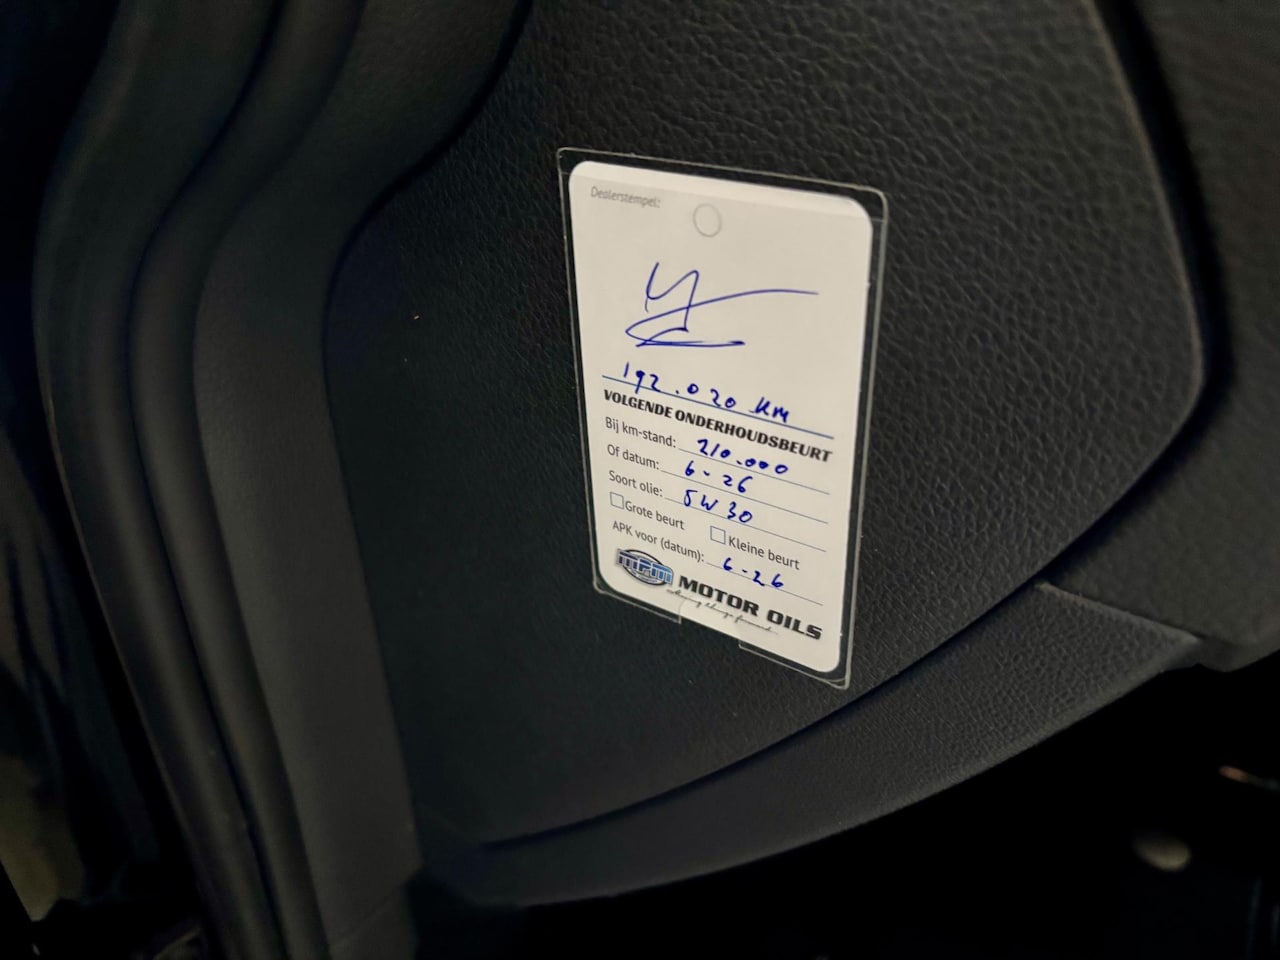 Dealerstempel:
192.020 km
VOLGENDE ONDERHOUDSBEURT
Bij km-stand: 210.000
Of datum: 6-26
Soort olie: 5W30
Grote beurt Kleine beurt
APK voor (datum): 6-26
MPM MOTOR OILS